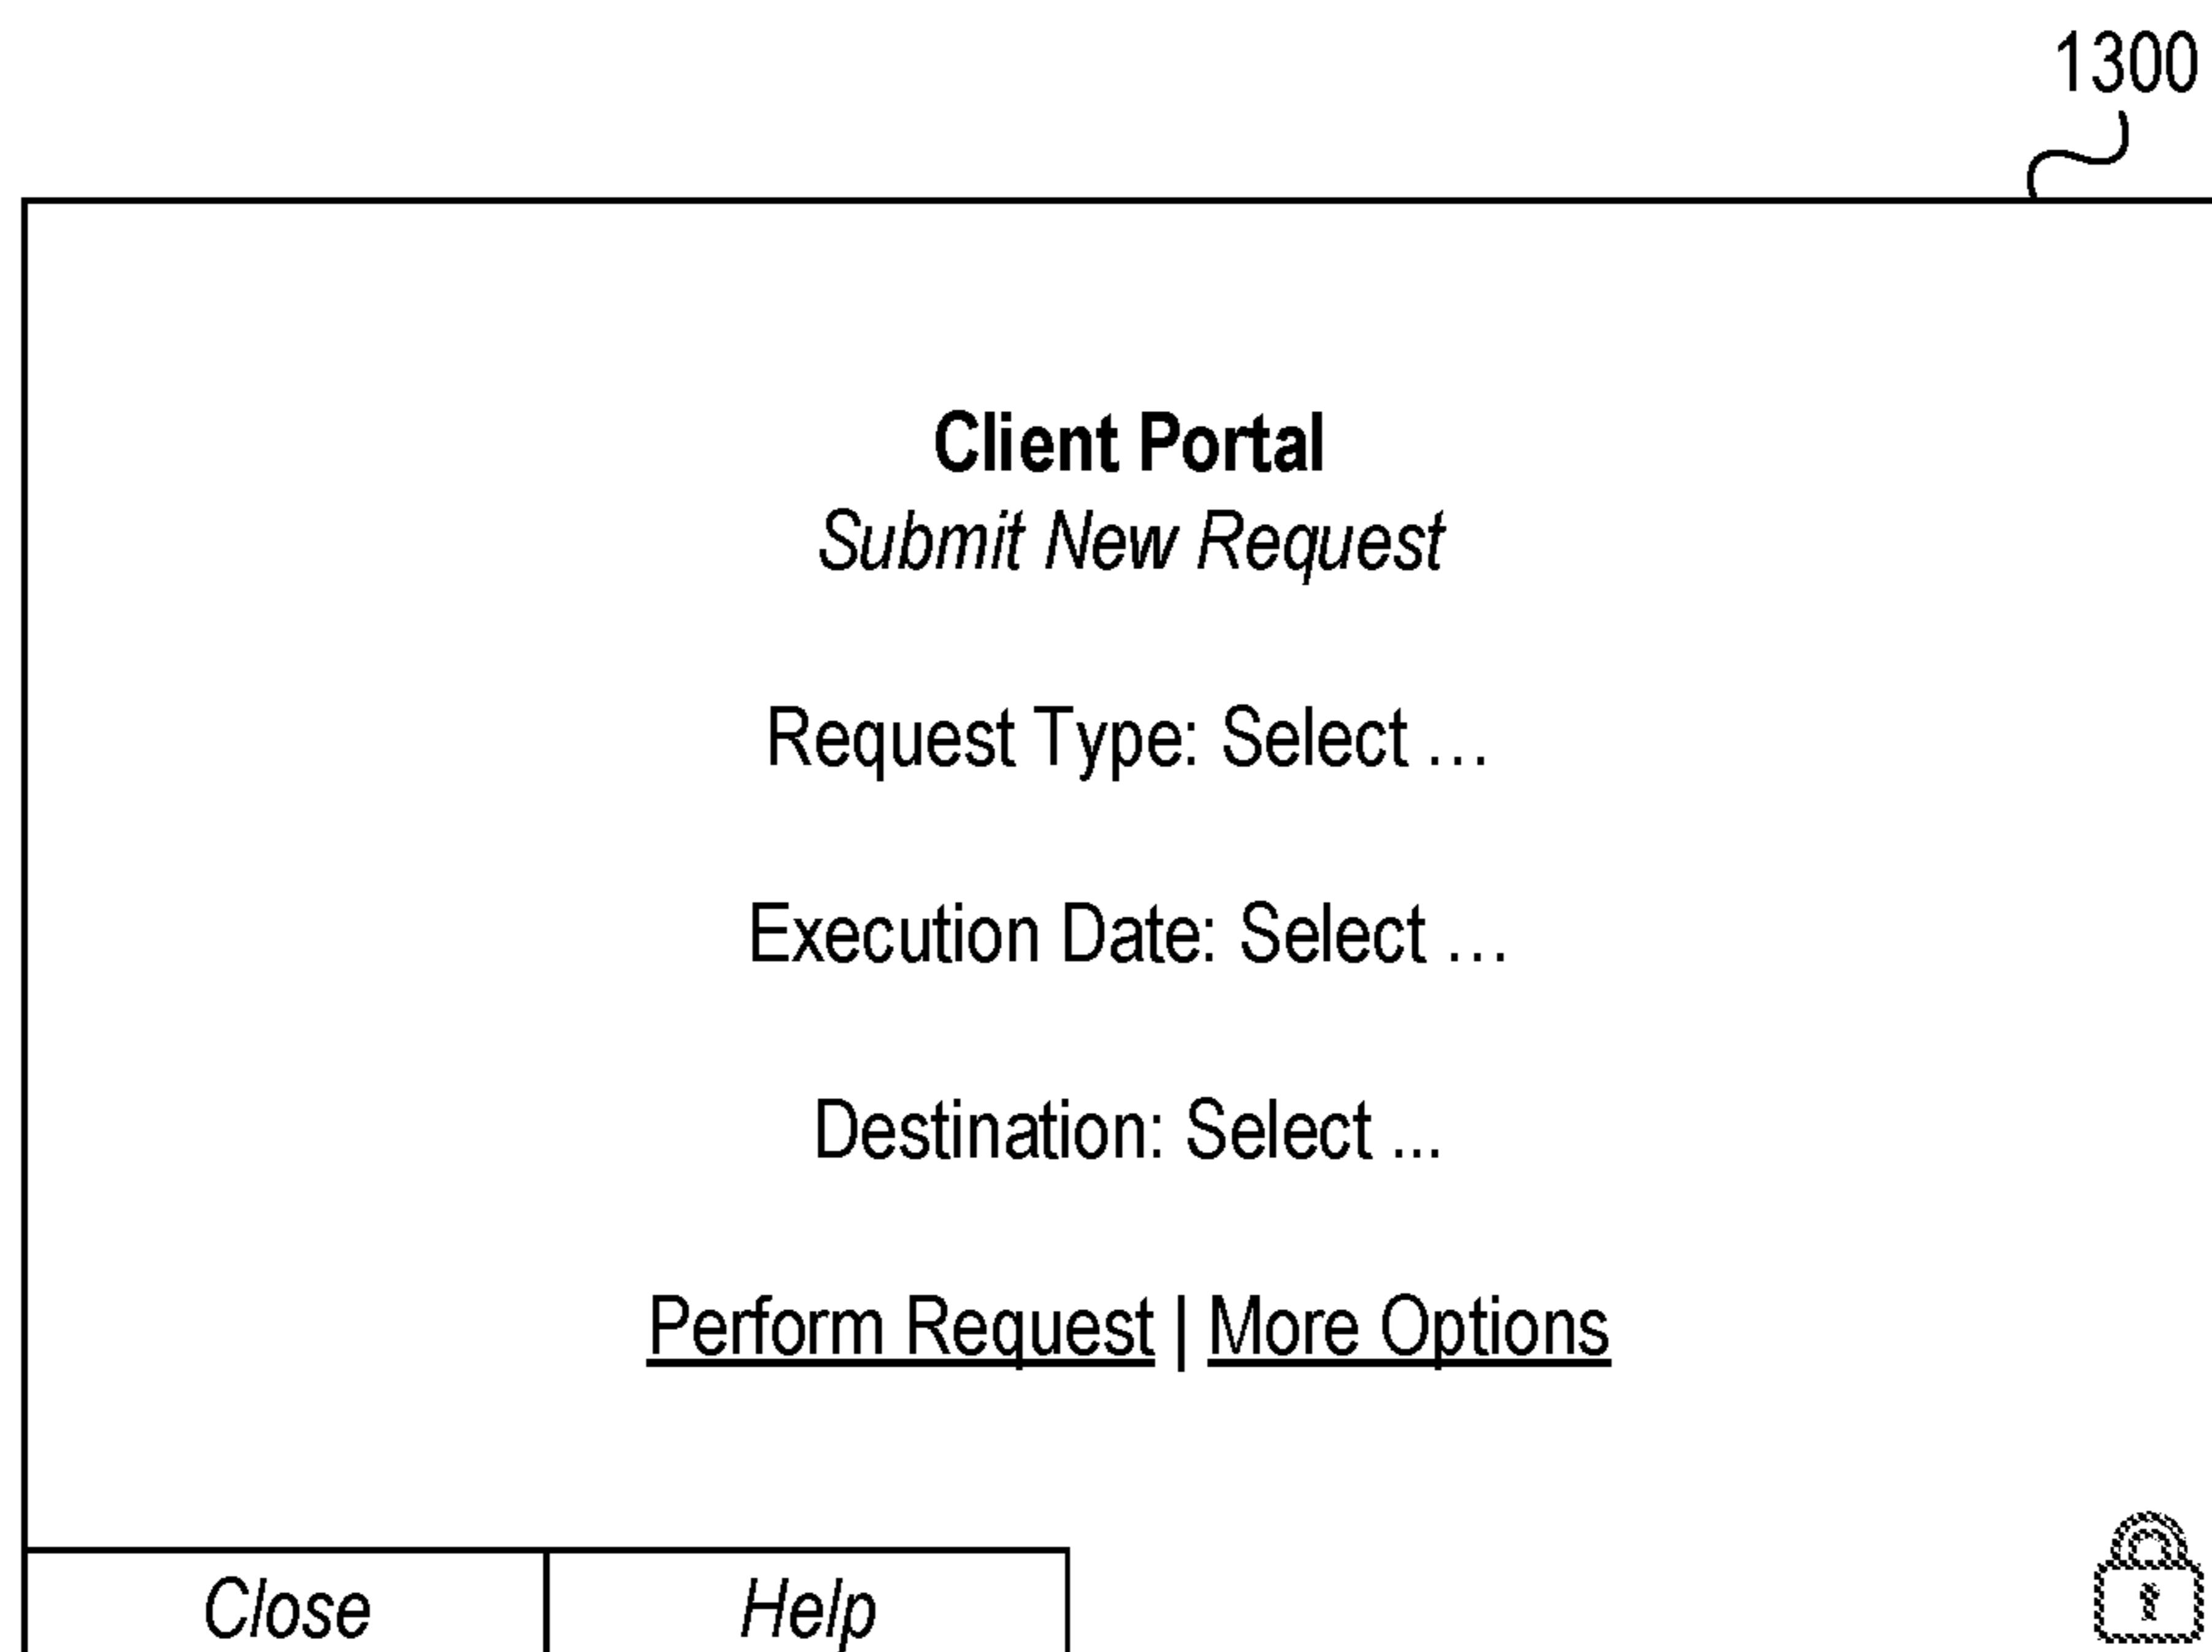 1300
Client Portal
Submit New Request
Request Type: Select ...
Execution Date: Select ...
Destination: Select ...
Perform Request | More Options
Close Help